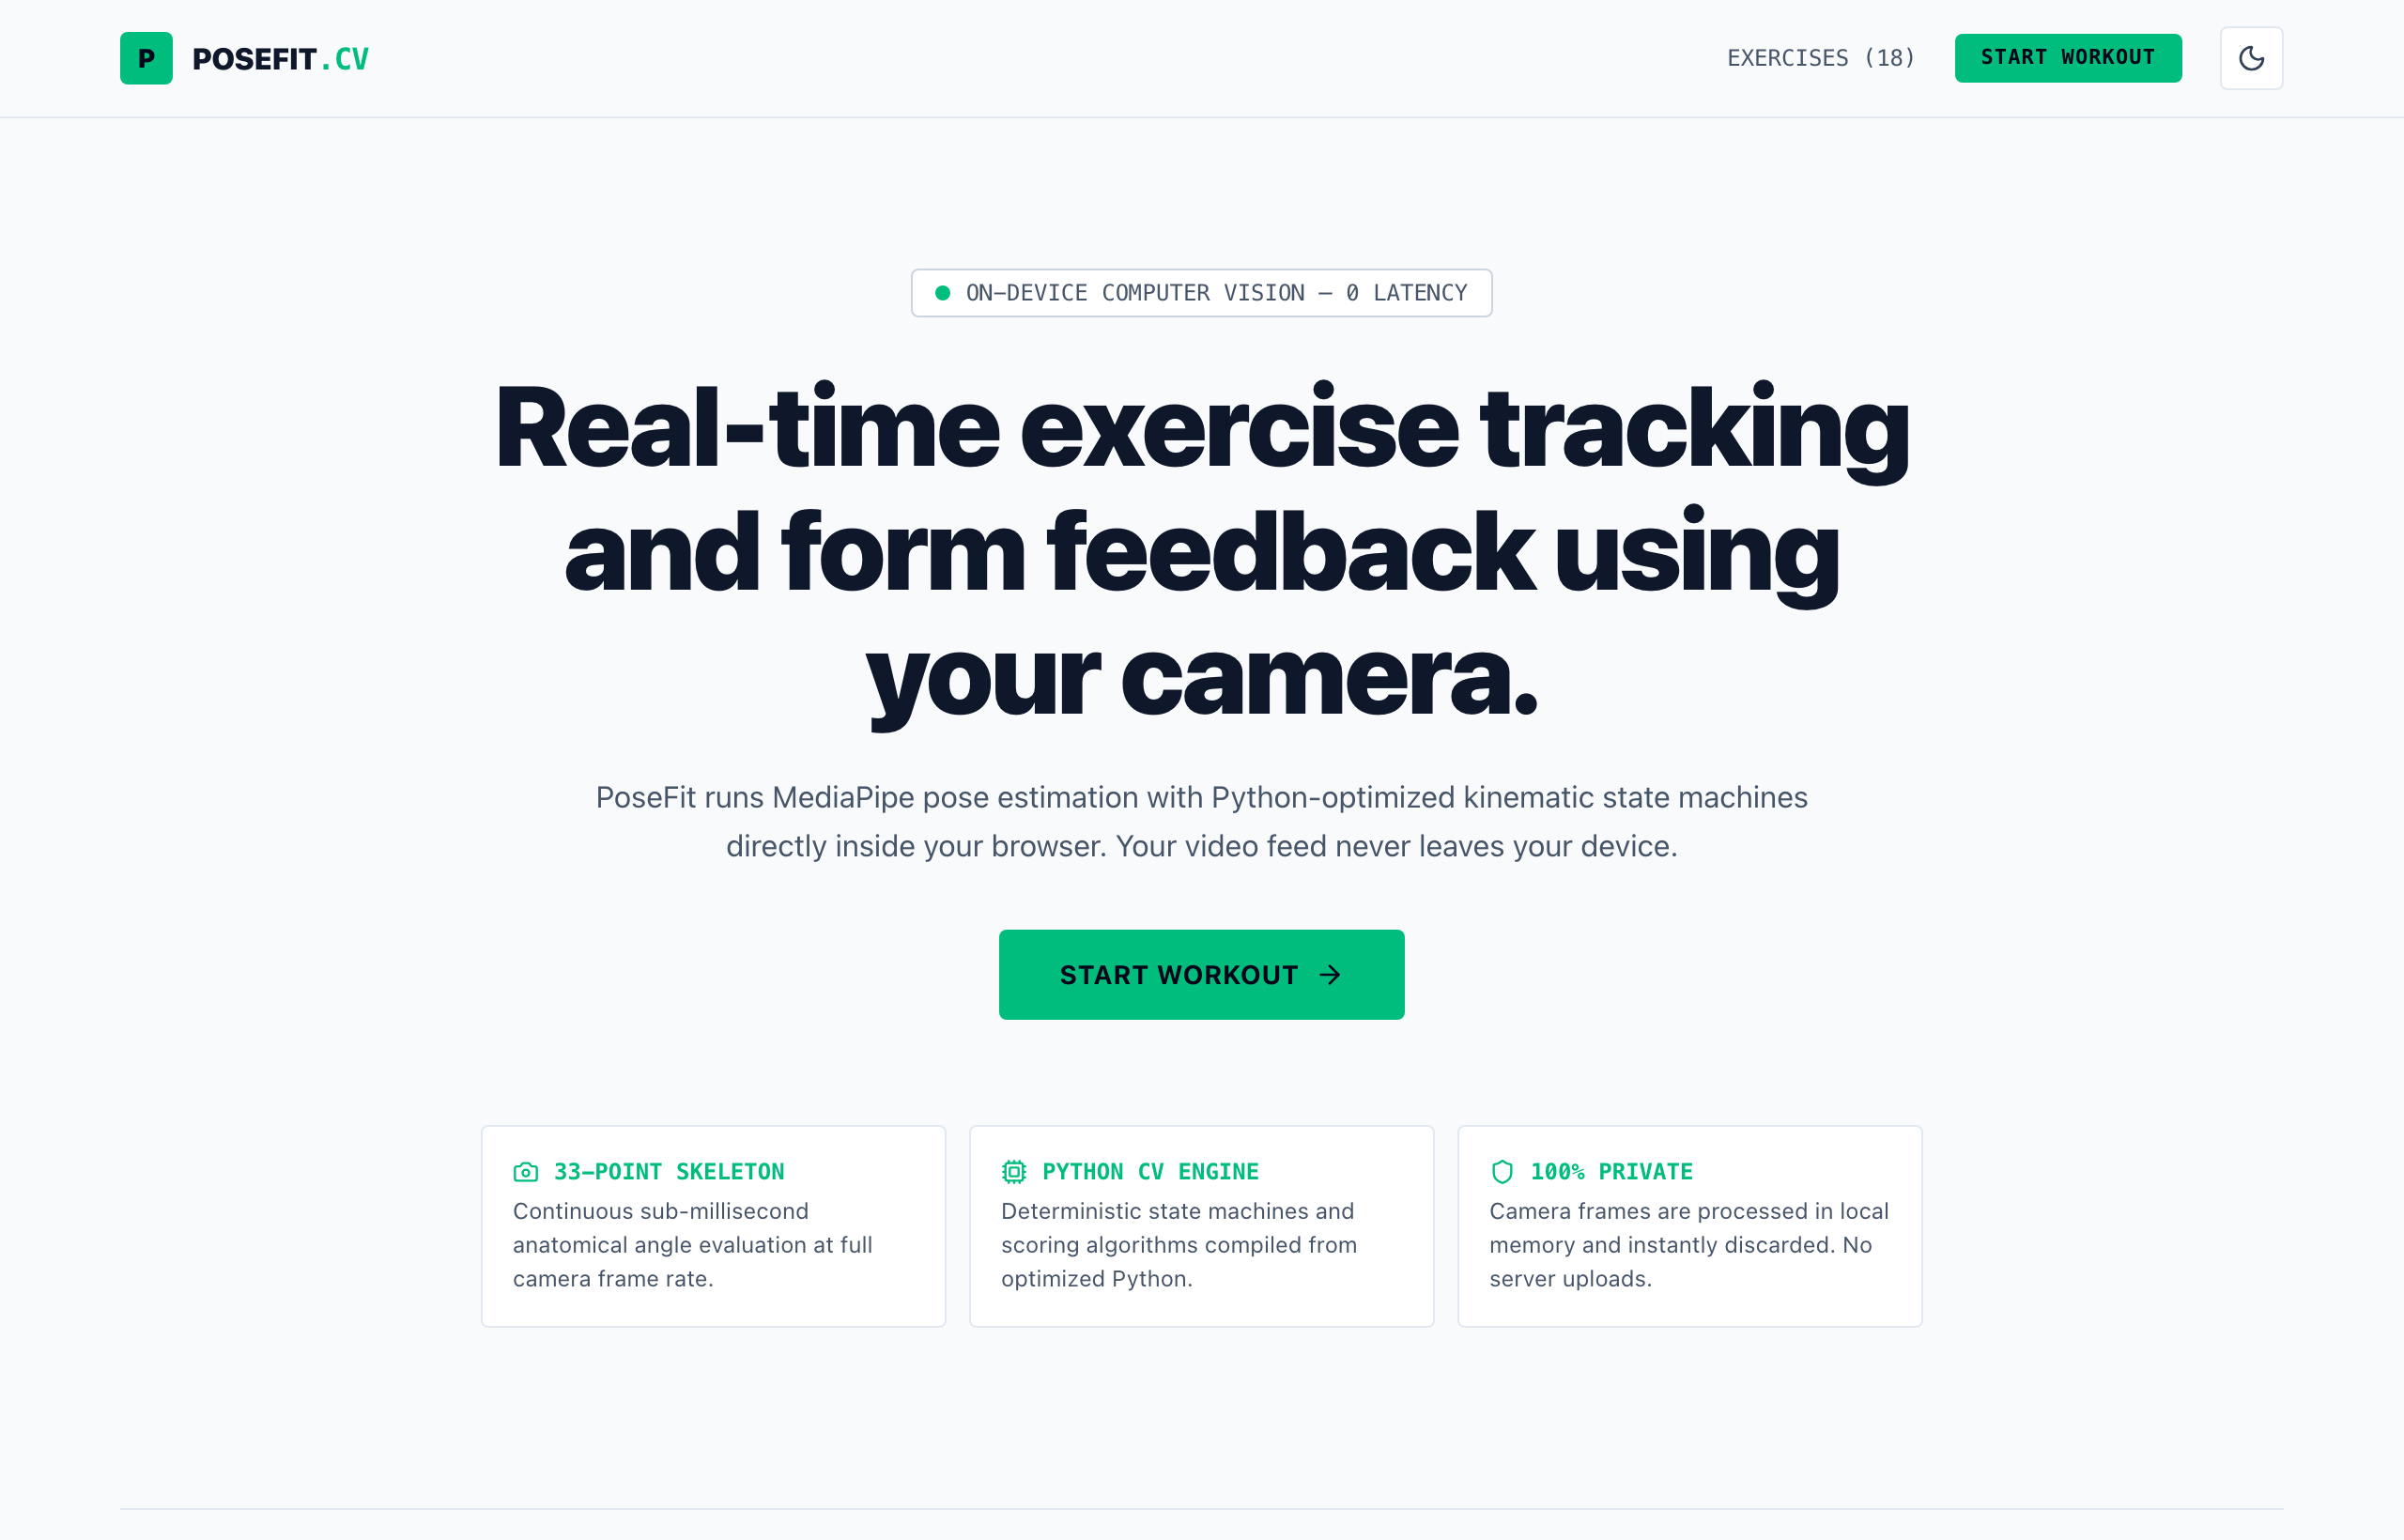 P POSEFIT.CV
EXERCISES (18)
START WORKOUT
ON–DEVICE COMPUTER VISION — 0 LATENCY
Real-time exercise tracking
and form feedback using
your camera.
PoseFit runs MediaPipe pose estimation with Python-optimized kinematic state machines
directly inside your browser. Your video feed never leaves your device.
START WORKOUT →
33–POINT SKELETON
Continuous sub-millisecond
anatomical angle evaluation at full
camera frame rate.
PYTHON CV ENGINE
Deterministic state machines and
scoring algorithms compiled from
optimized Python.
100% PRIVATE
Camera frames are processed in local
memory and instantly discarded. No
server uploads.